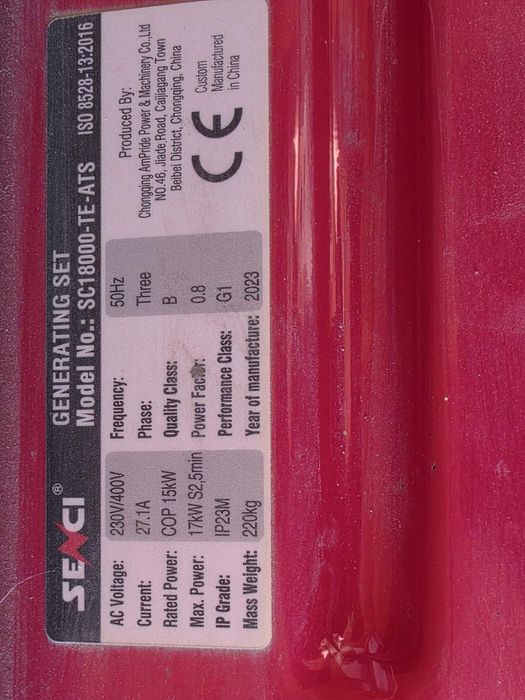 SENCI ®
GENERATING SET
Model No.: SC18000-TE-ATS ISO 8528-13:2016
AC Voltage: 230V/400V Frequency: 50Hz
Current: 27.1A Phase: Three
Rated Power: COP 15kW Quality Class: B
Max. Power: 17kW S2,5min Power Factor: 0.8
IP Grade: IP23M Performance Class: G1
Mass Weight: 220kg Year of manufacture: 2023
Produced By:
Chongqing AmPride Power & Machinery Co.,Ltd
NO.46, Jiade Road, Caijiagang Town
Beibei District, Chongqing, China
CE
Custom
Manufactured
in China